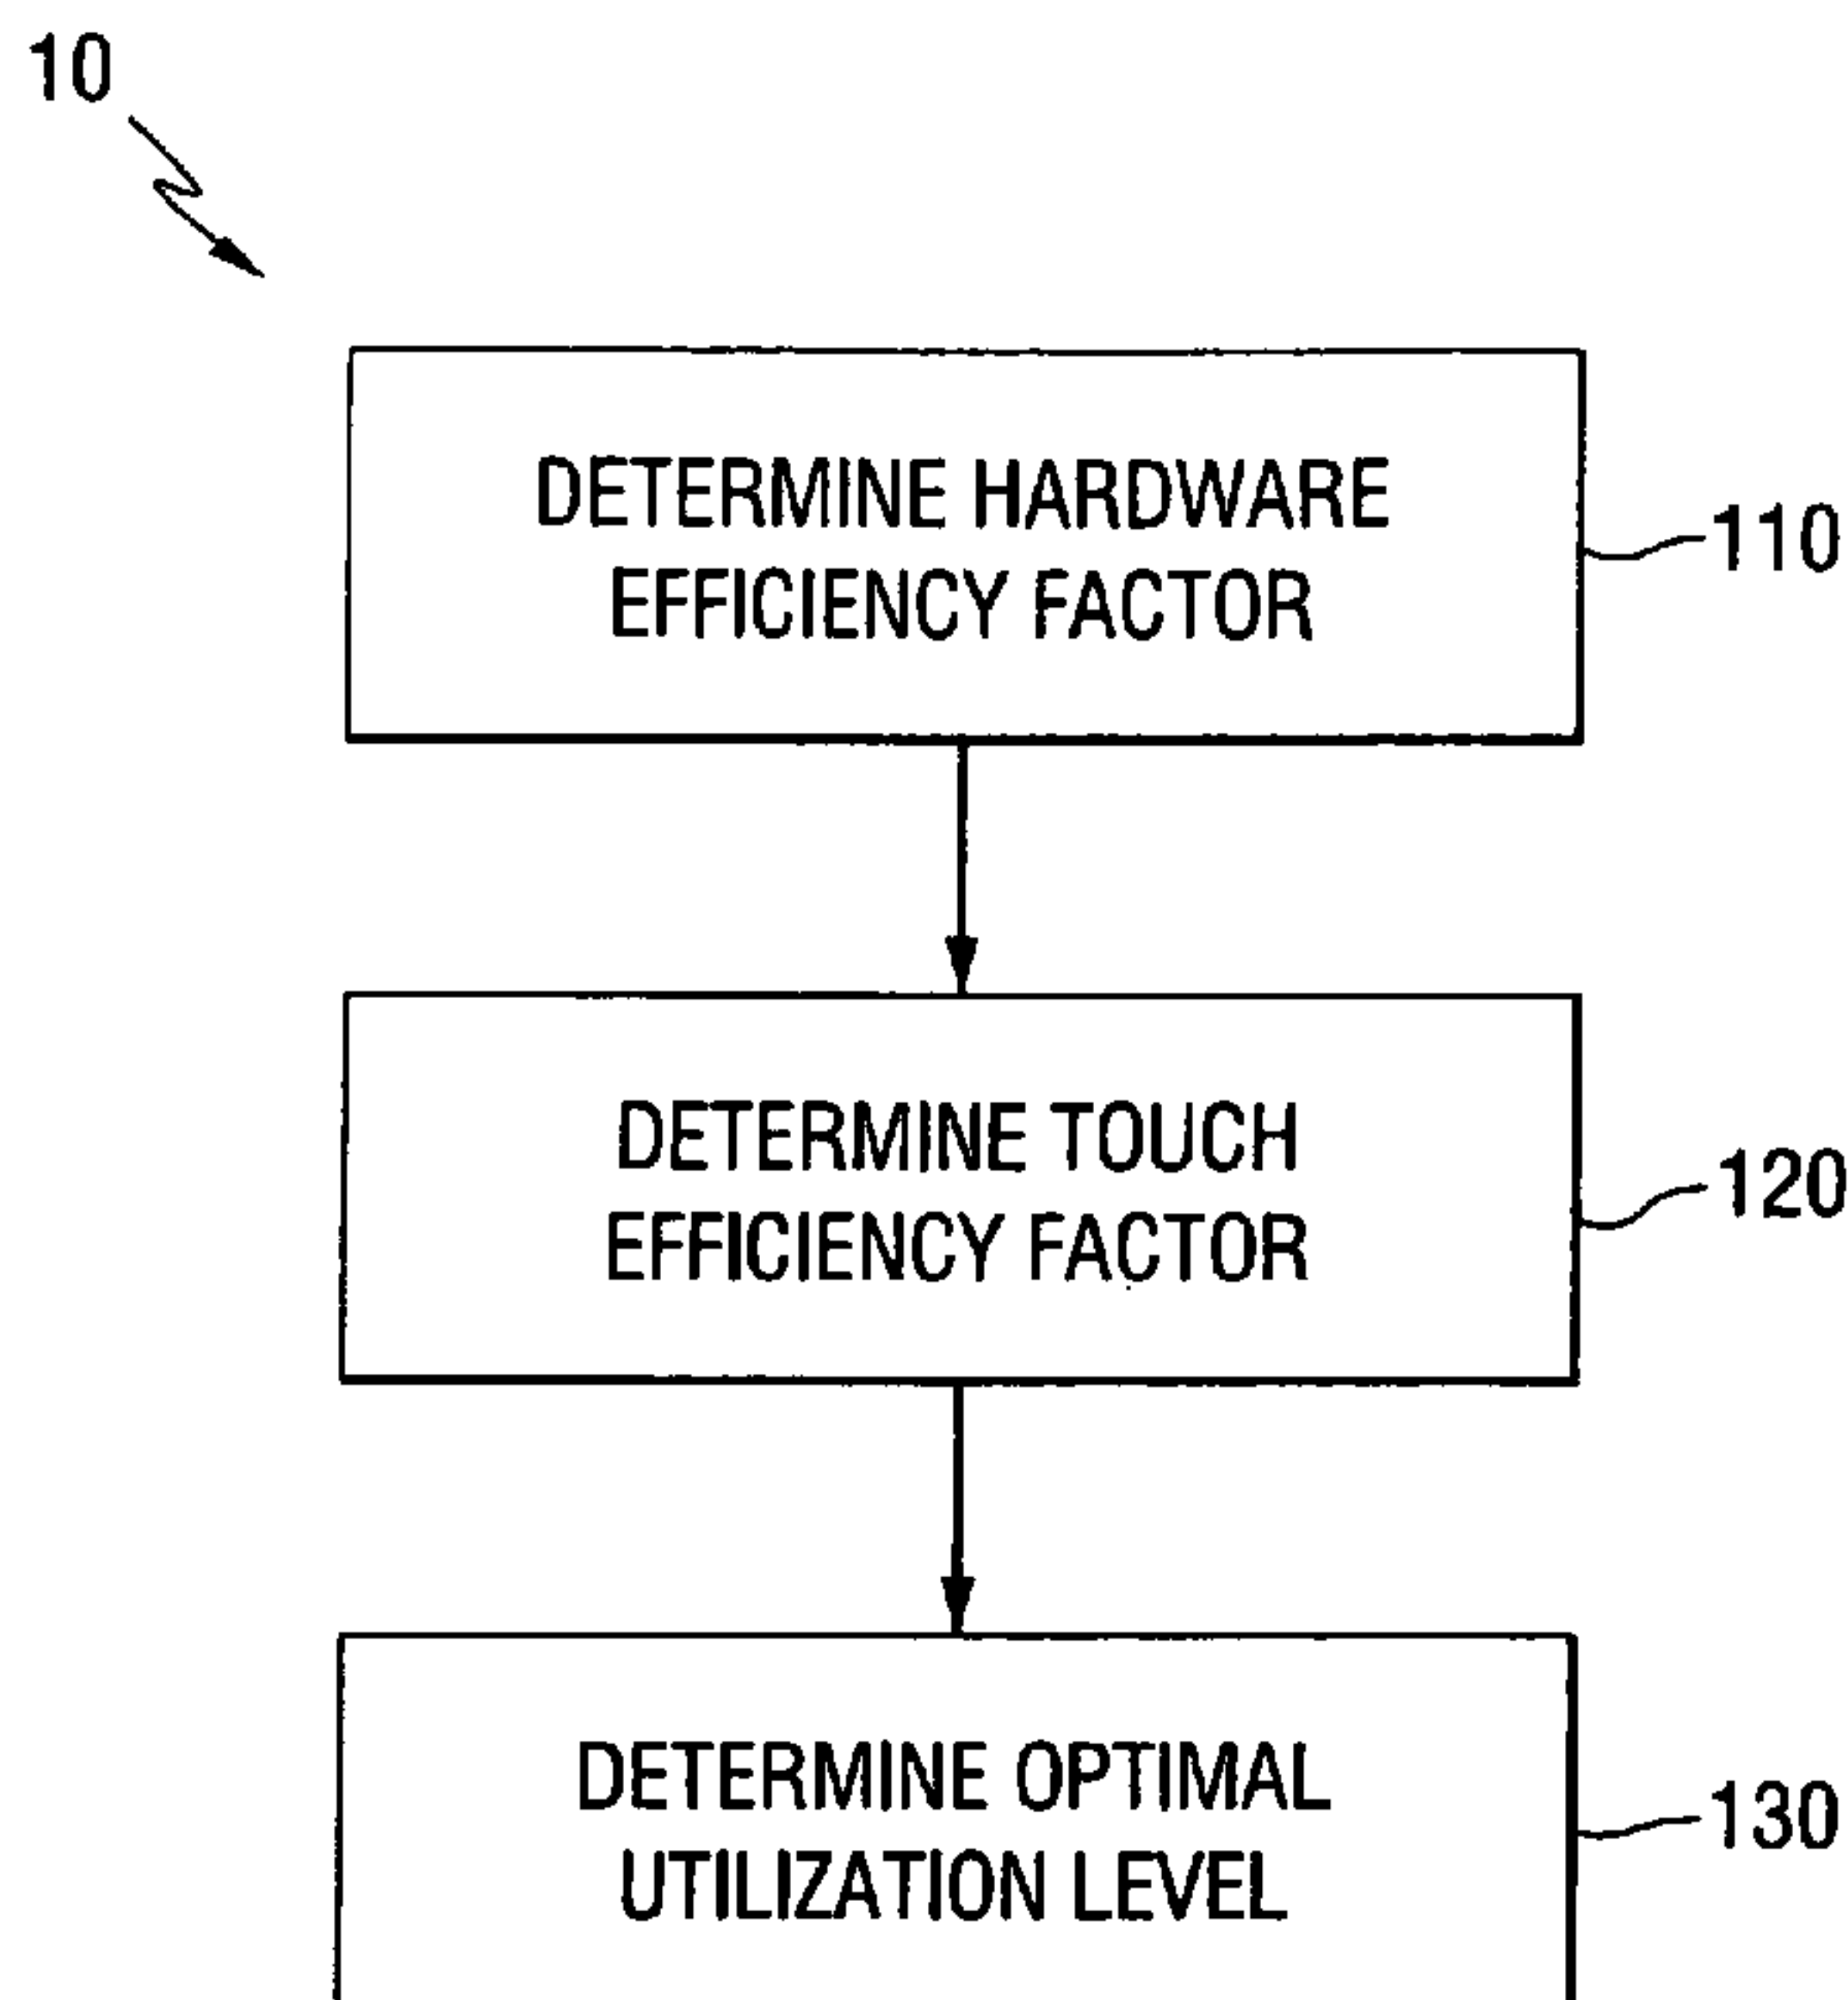 10
DETERMINE HARDWARE
EFFICIENCY FACTOR
110
DETERMINE TOUCH
EFFICIENCY FACTOR
120
DETERMINE OPTIMAL
UTILIZATION LEVEL
130